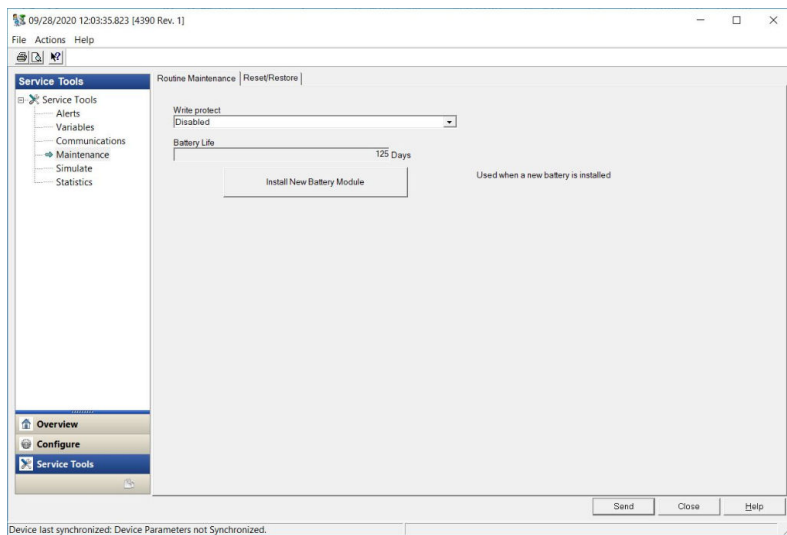 09/28/2020 12:03:35.823 [4390 Rev. 1]
File Actions Help
Service Tools
Service Tools
Alerts
Variables
Communications
Maintenance
Simulate
Statistics
Overview
Configure
Service Tools
Routine Maintenance Reset/Restore
Write protect
Disabled
Battery Life
125 Days
Install New Battery Module
Used when a new battery is installed
Send Close Help
Device last synchronized: Device Parameters not Synchronized.